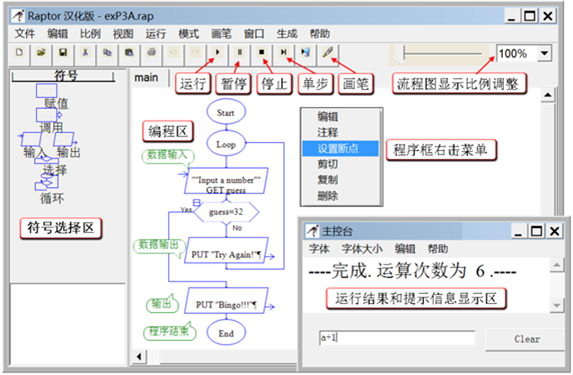 Raptor 汉化版 - exP3A.rap
文件 编辑 比例 视图 运行 模式 画笔 窗口 生成 帮助
100%
符号
main
运行 暂停 停止 单步 画笔
流程图显示比例调整
赋值
调用
输入 输出
选择
循环
符号选择区
编程区
Start
Loop
数据输入
""Input a number""
GET guess
Yes
guess=32
No
数据输出
PUT "Try Again!"¶
输出
PUT "Bingo!!!"¶
程序结束
End
编辑
注释
设置断点
剪切
复制
删除
程序框右击菜单
主控台
字体 字体大小 编辑 帮助
----完成. 运算次数为 6 .----
运行结果和提示信息显示区
a+1
Clear